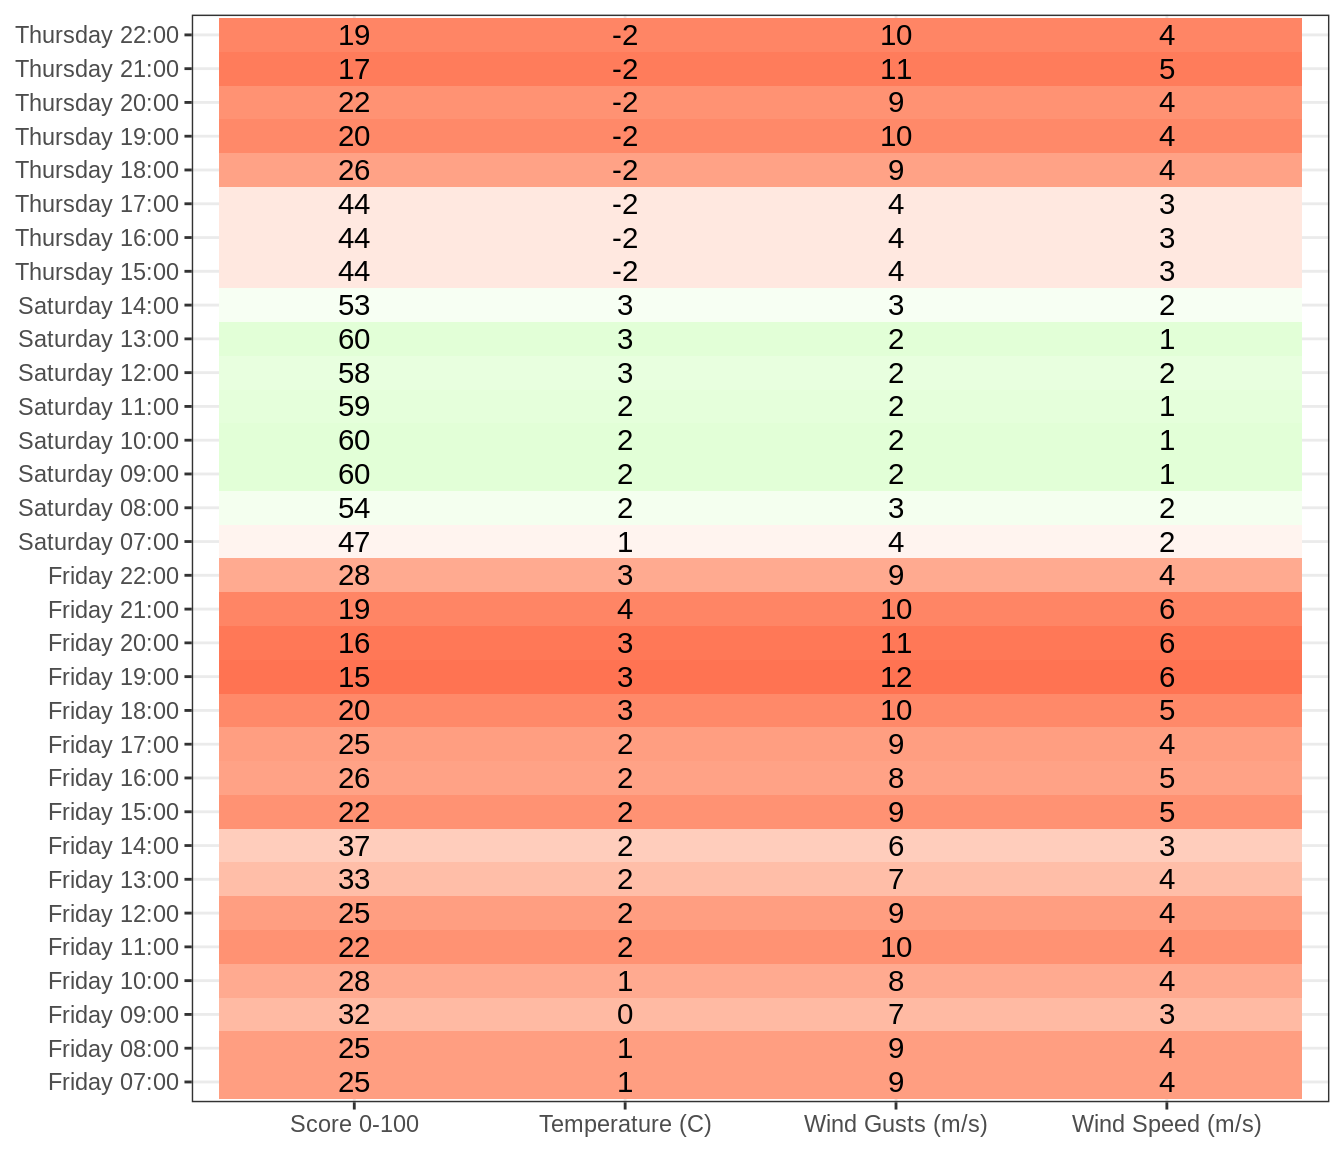 Thursday 22:00 19 -2 10 4
Thursday 21:00 17 -2 11 5
Thursday 20:00 22 -2 9 4
Thursday 19:00 20 -2 10 4
Thursday 18:00 26 -2 9 4
Thursday 17:00 44 -2 4 3
Thursday 16:00 44 -2 4 3
Thursday 15:00 44 -2 4 3
Saturday 14:00 53 3 3 2
Saturday 13:00 60 3 2 1
Saturday 12:00 58 3 2 2
Saturday 11:00 59 2 2 1
Saturday 10:00 60 2 2 1
Saturday 09:00 60 2 2 1
Saturday 08:00 54 2 3 2
Saturday 07:00 47 1 4 2
Friday 22:00 28 3 9 4
Friday 21:00 19 4 10 6
Friday 20:00 16 3 11 6
Friday 19:00 15 3 12 6
Friday 18:00 20 3 10 5
Friday 17:00 25 2 9 4
Friday 16:00 26 2 8 5
Friday 15:00 22 2 9 5
Friday 14:00 37 2 6 3
Friday 13:00 33 2 7 4
Friday 12:00 25 2 9 4
Friday 11:00 22 2 10 4
Friday 10:00 28 1 8 4
Friday 09:00 32 0 7 3
Friday 08:00 25 1 9 4
Friday 07:00 25 1 9 4
Score 0-100 Temperature (C) Wind Gusts (m/s) Wind Speed (m/s)